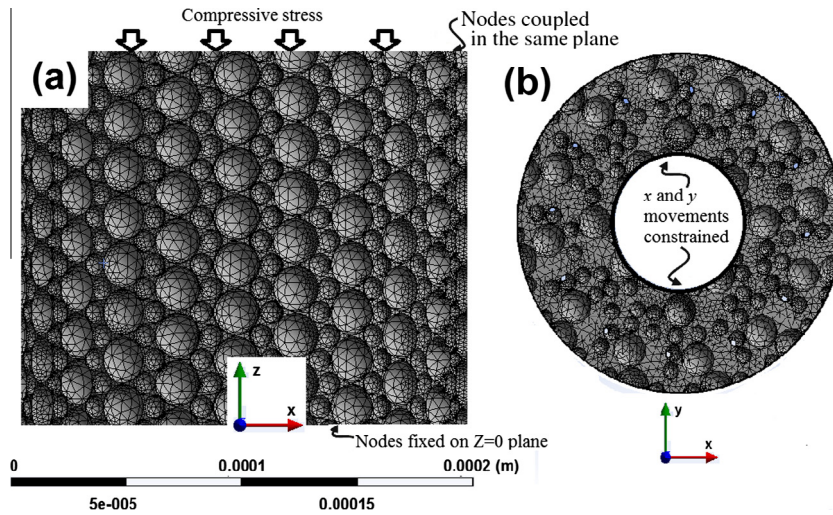 Compressive stress
Nodes coupled
in the same plane
(a)
(b)
x and y
movements
constrained
z
x
Nodes fixed on Z=0 plane
y
x
0
0.0001
0.0002 (m)
5e-005
0.00015